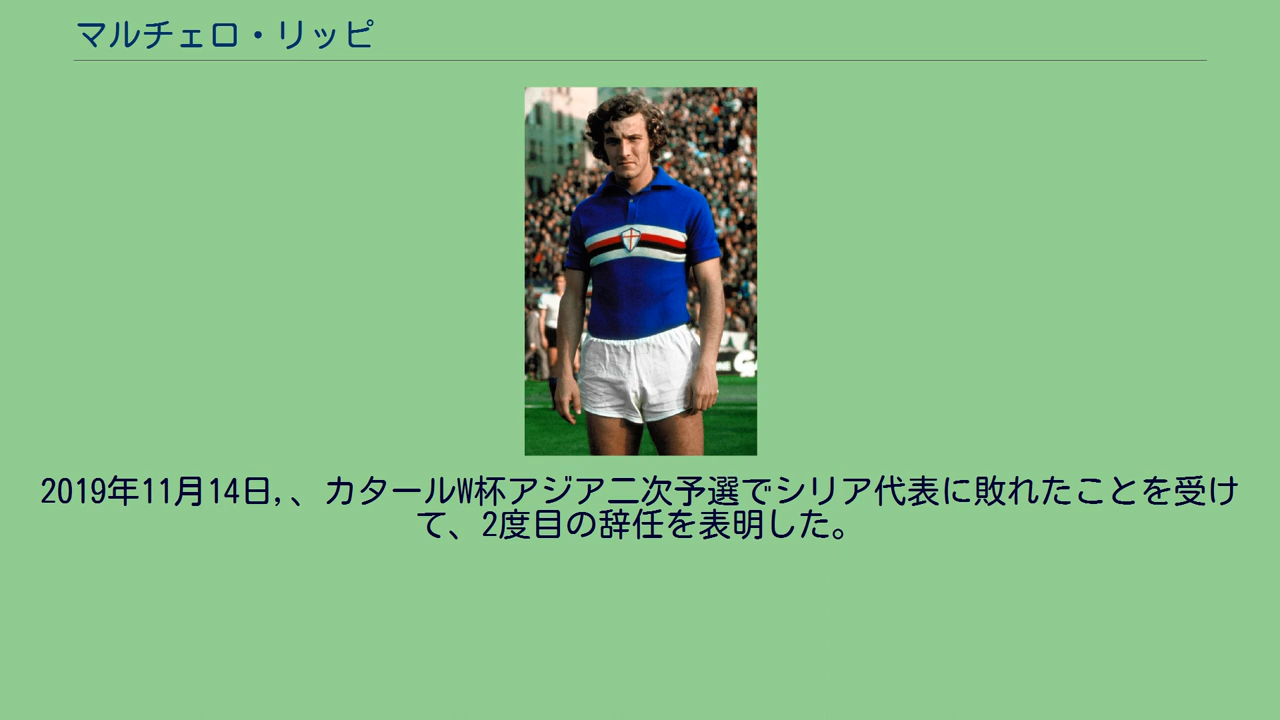 マルチェロ・リッピ
2019年11月14日,、カタールW杯アジア二次予選でシリア代表に敗れたことを受け
て、2度目の辞任を表明した。